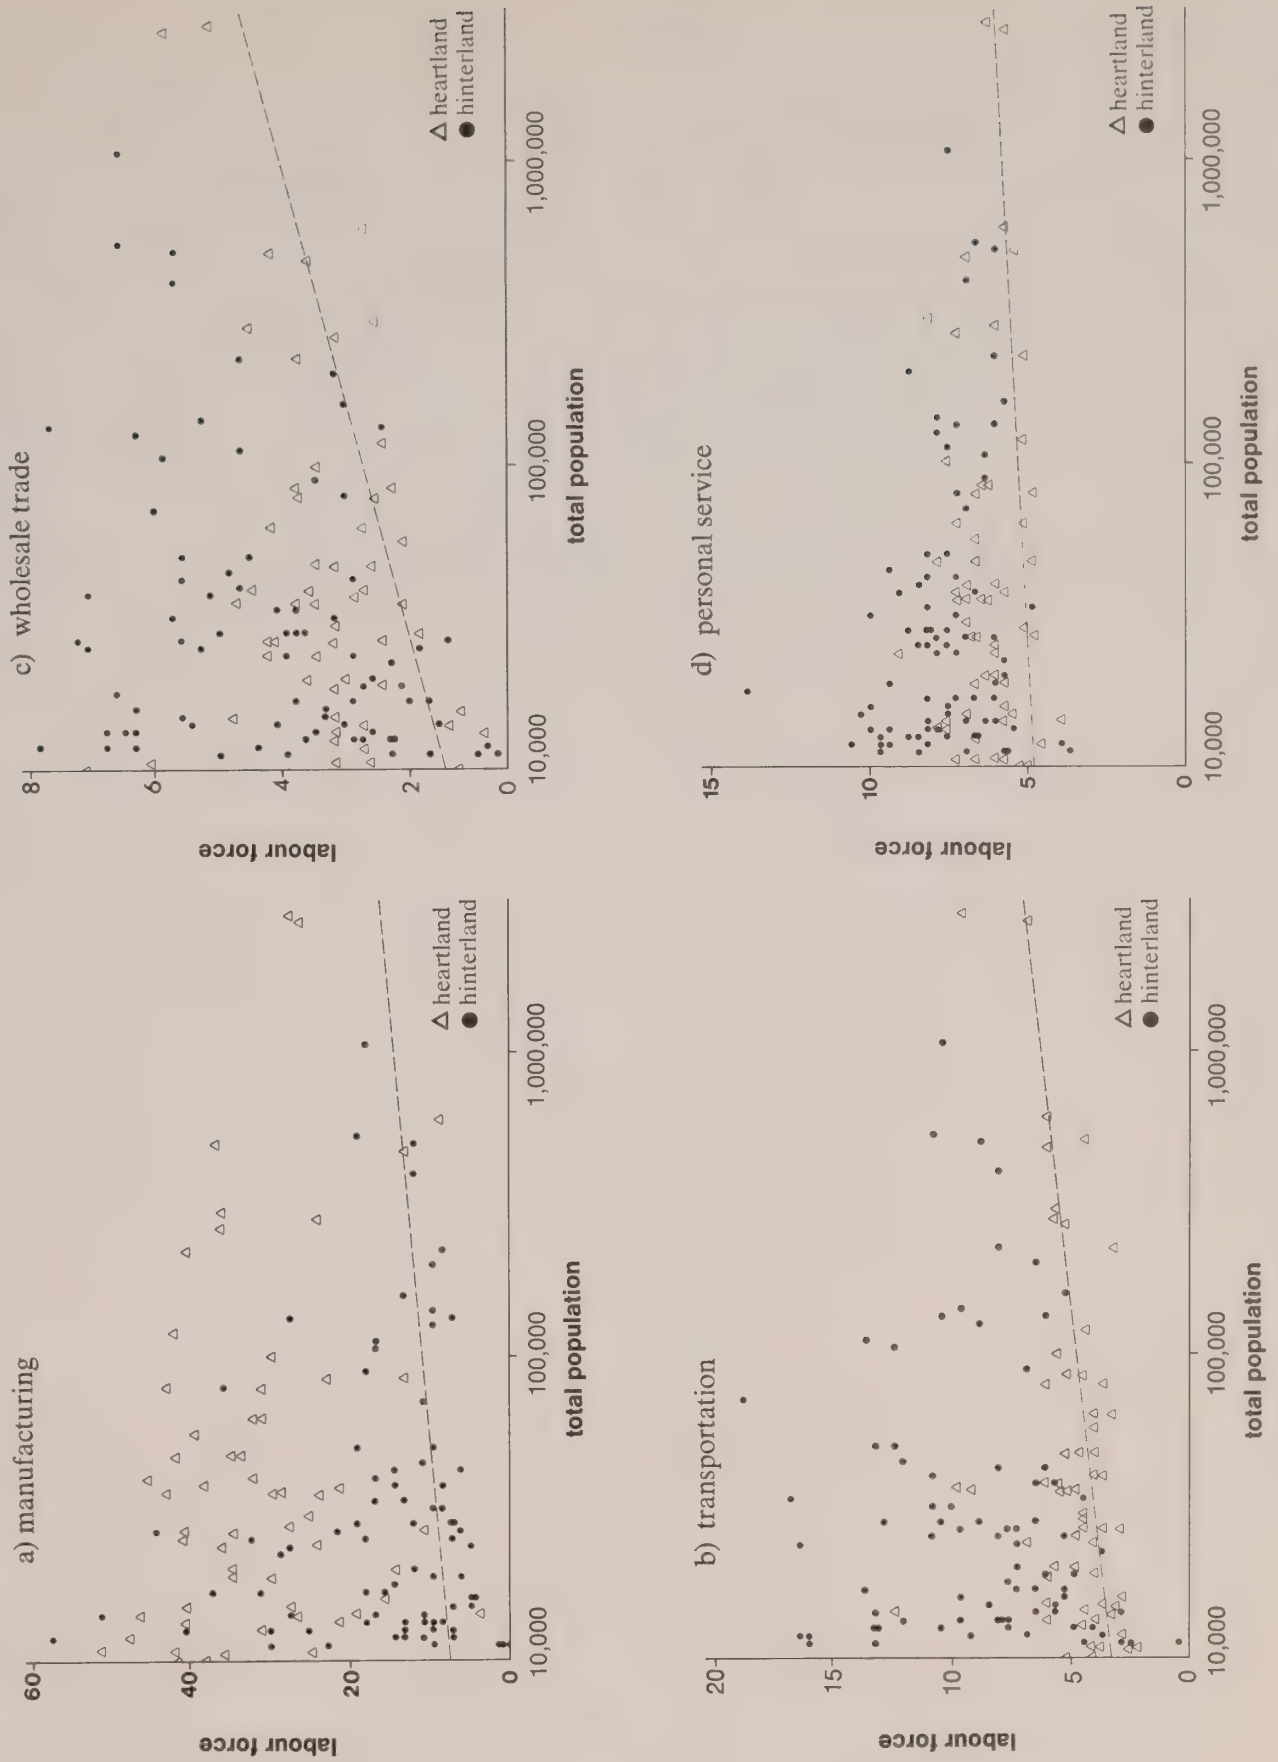 a) manufacturing
labour force
60
40
20
0
10,000
100,000
1,000,000
total population
heartland
hinterland
b) transportation
labour force
20
15
10
5
0
10,000
100,000
1,000,000
total population
heartland
hinterland
c) wholesale trade
labour force
8
6
4
2
0
10,000
100,000
1,000,000
total population
heartland
hinterland
d) personal service
labour force
15
10
5
0
10,000
100,000
1,000,000
total population
heartland
hinterland